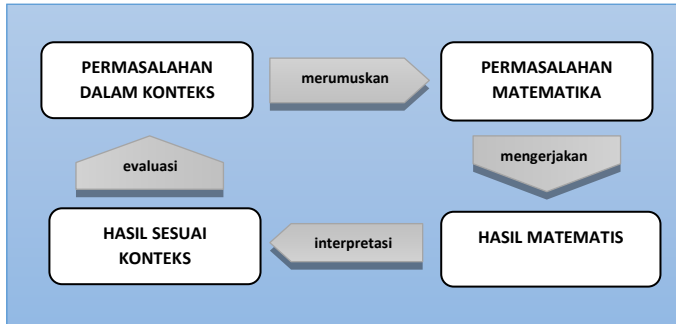 PERMASALAHAN
DALAM KONTEKS
merumuskan
PERMASALAHAN
MATEMATIKA
evaluasi
mengerjakan
HASIL SESUAI
KONTEKS
interpretasi
HASIL MATEMATIS